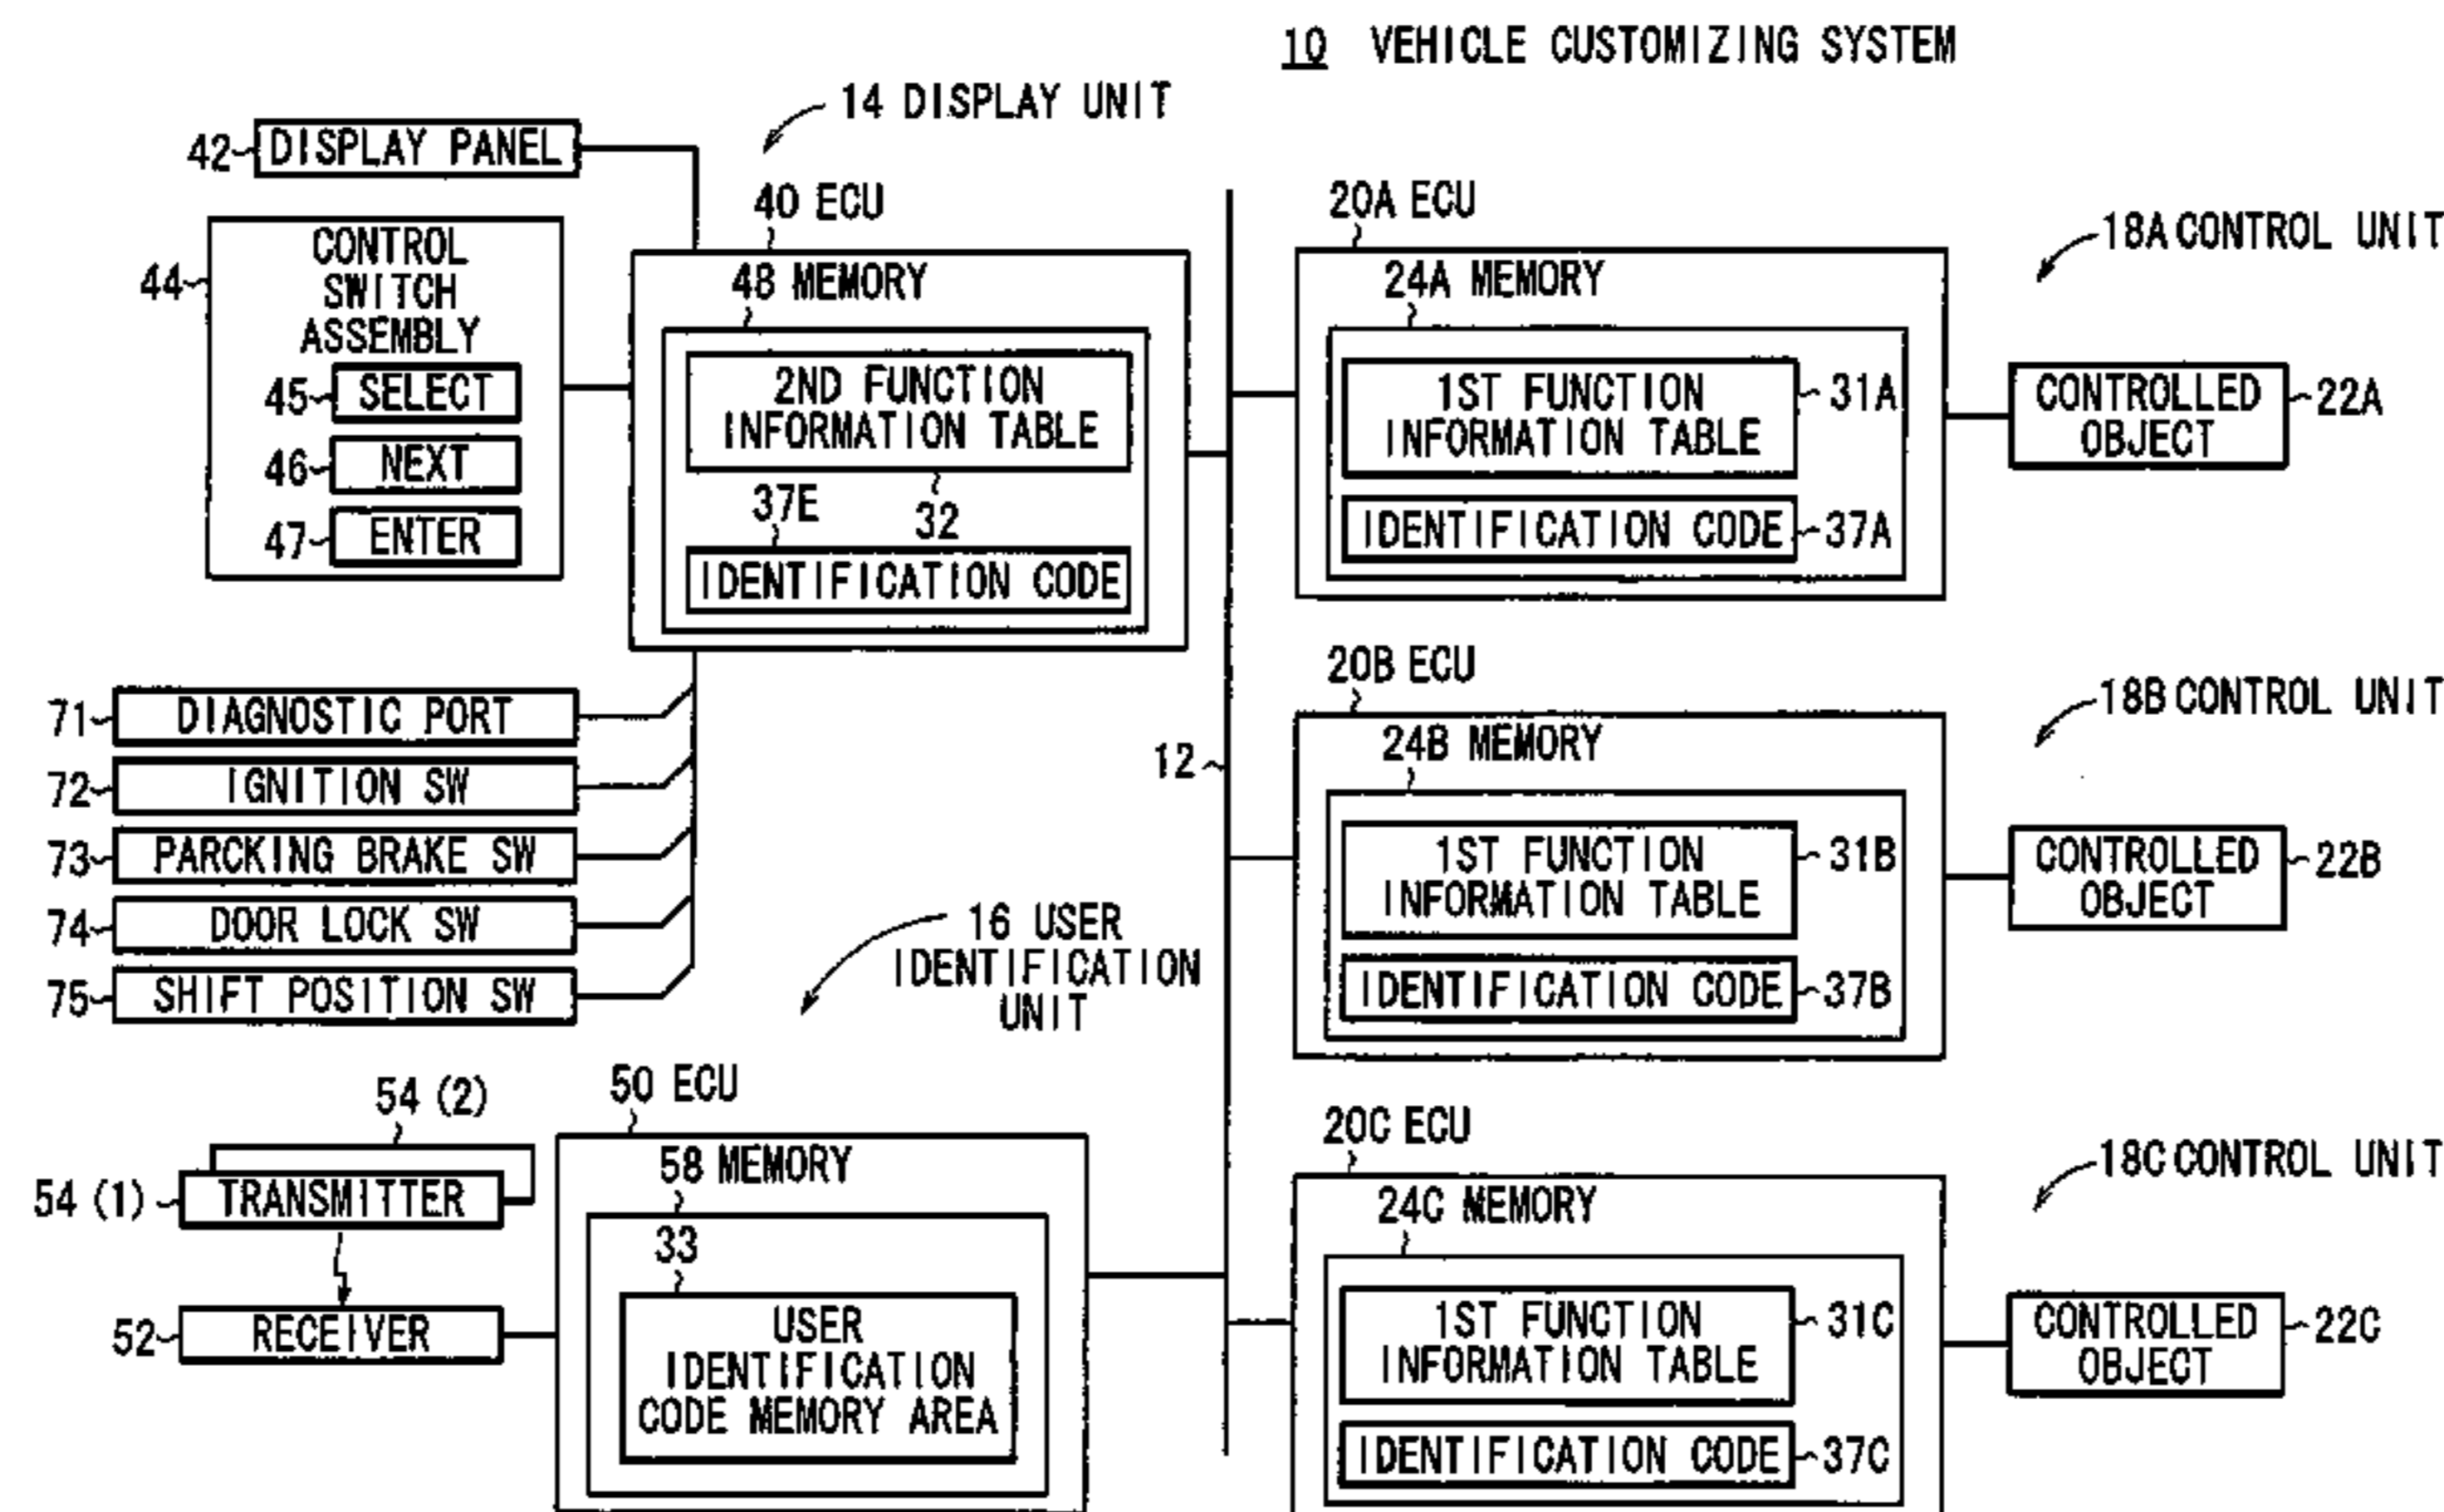 10 VEHICLE CUSTOMIZING SYSTEM
14 DISPLAY UNIT
42 DISPLAY PANEL
40 ECU
44
CONTROL
SWITCH
ASSEMBLY
45 SELECT
46 NEXT
47 ENTER
48 MEMORY
2ND FUNCTION
INFORMATION TABLE
32
37E
IDENTIFICATION CODE
71 DIAGNOSTIC PORT
72 IGNITION SW
73 PARCKING BRAKE SW
74 DOOR LOCK SW
75 SHIFT POSITION SW
16 USER
IDENTIFICATION
UNIT
54 (2)
54 (1) TRANSMITTER
52 RECEIVER
50 ECU
58 MEMORY
33
USER
IDENTIFICATION
CODE MEMORY AREA
12
20A ECU
18A CONTROL UNIT
24A MEMORY
1ST FUNCTION
INFORMATION TABLE
31A
IDENTIFICATION CODE 37A
CONTROLLED
OBJECT
22A
20B ECU
18B CONTROL UNIT
24B MEMORY
1ST FUNCTION
INFORMATION TABLE
31B
IDENTIFICATION CODE 37B
CONTROLLED
OBJECT
22B
20C ECU
18C CONTROL UNIT
24C MEMORY
1ST FUNCTION
INFORMATION TABLE
31C
IDENTIFICATION CODE 37C
CONTROLLED
OBJECT
22C